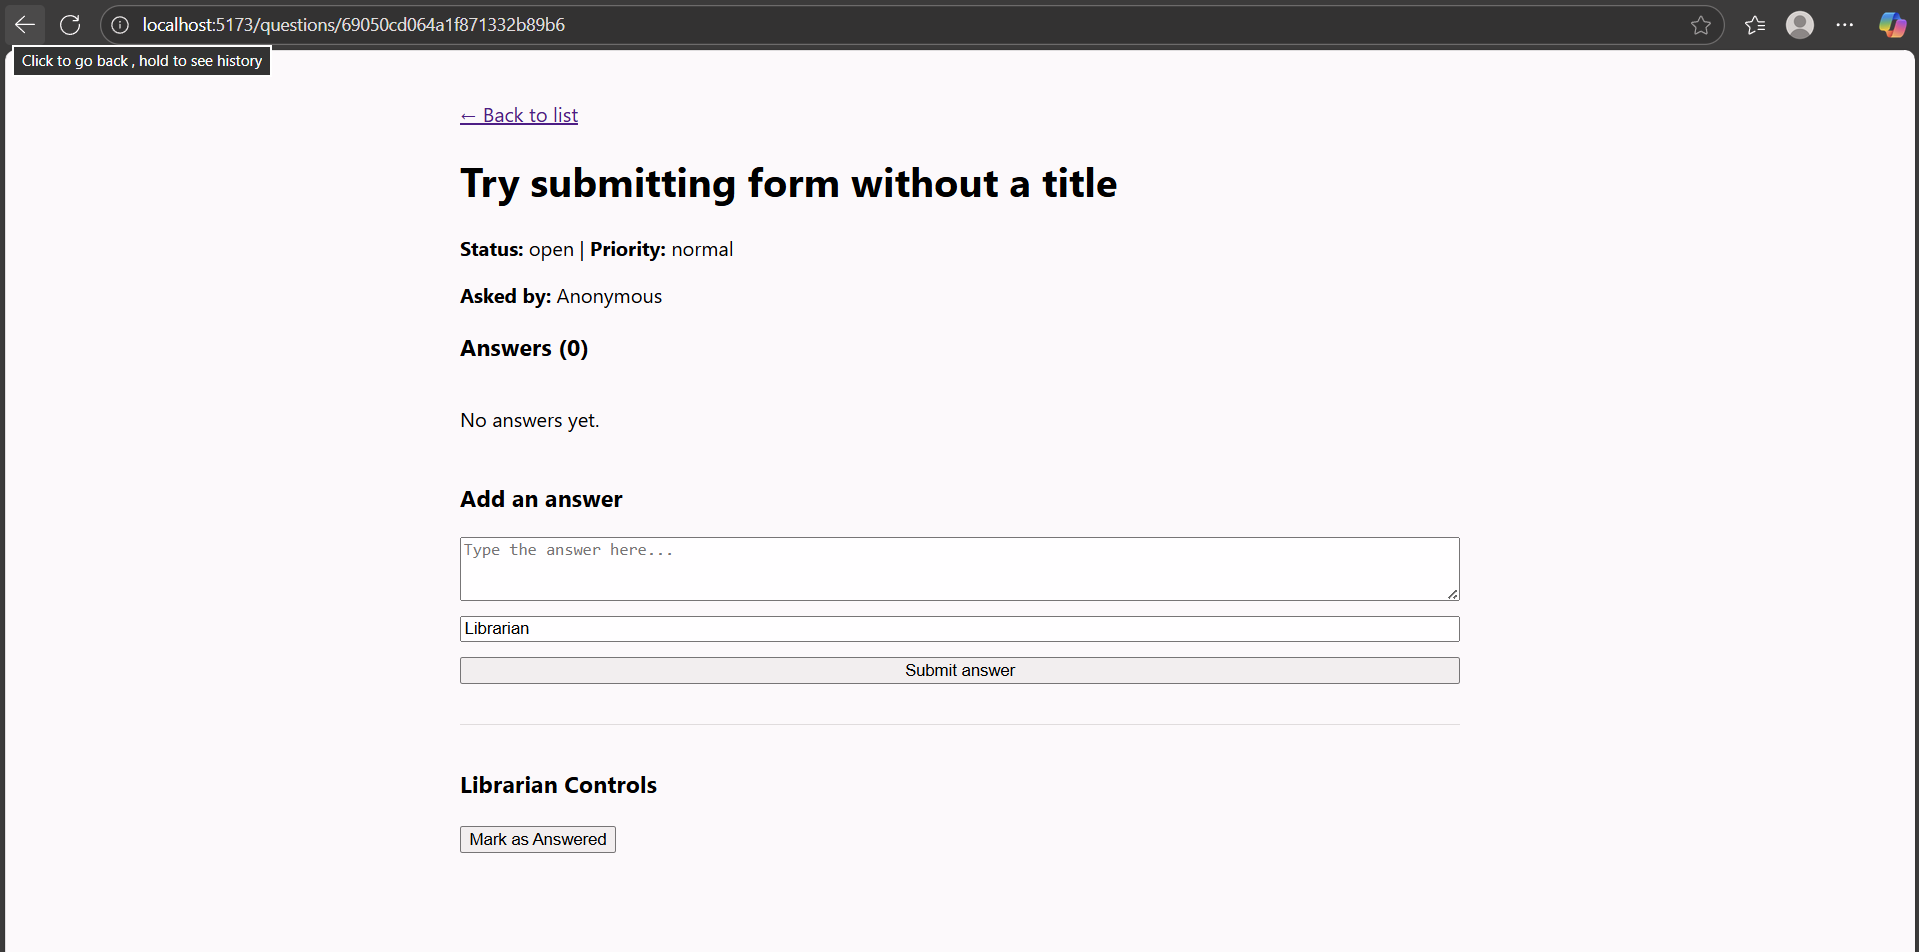 localhost:5173/questions/69050cd064a1f871332b89b6
Click to go back , hold to see history
← Back to list
Try submitting form without a title
Status: open | Priority: normal
Asked by: Anonymous
Answers (0)
No answers yet.
Add an answer
Type the answer here...
Librarian
Submit answer
Librarian Controls
Mark as Answered